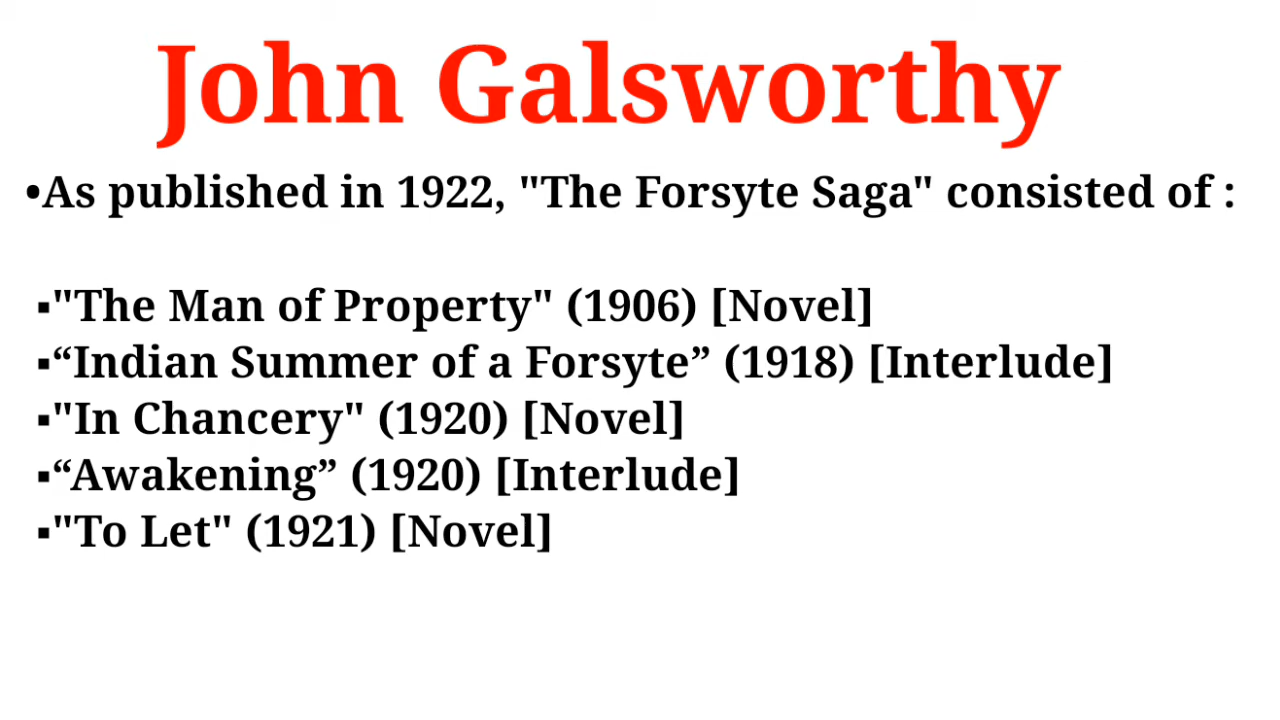 John Galsworthy
•As published in 1922, "The Forsyte Saga" consisted of :
▪"The Man of Property" (1906) [Novel]
▪“Indian Summer of a Forsyte” (1918) [Interlude]
▪"In Chancery" (1920) [Novel]
▪“Awakening” (1920) [Interlude]
▪"To Let" (1921) [Novel]